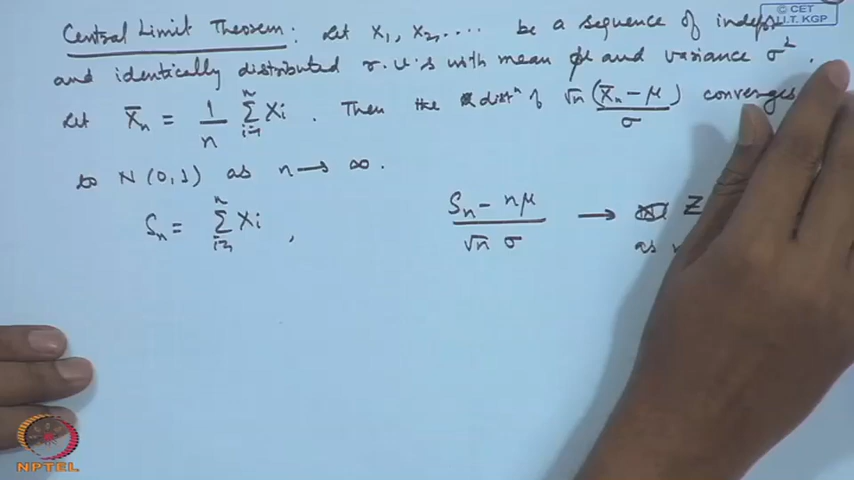 © CET
I.I.T. KGP
Central Limit Theorem: Let X₁, X₂, .... be a sequence of indep
and identically distributed r.v.s with mean μ and variance σ².
Let X̄ₙ = 1/n Σᵢ₌₁ⁿ Xi. Then the distⁿ of √n (X̄ₙ − μ)/σ converges
to N(0,1) as n → ∞.
Sₙ = Σ Xi, (Sₙ − nμ)/(√n σ) → Z
as
NPTEL